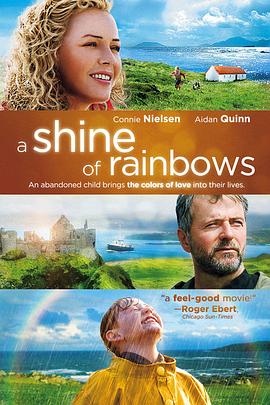 Connie Nielsen Aidan Quinn
a shine
of rainbows
An abandoned child brings the colors of love into their lives.
"a feel-good movie!"
—Roger Ebert,
Chicago Sun-Times